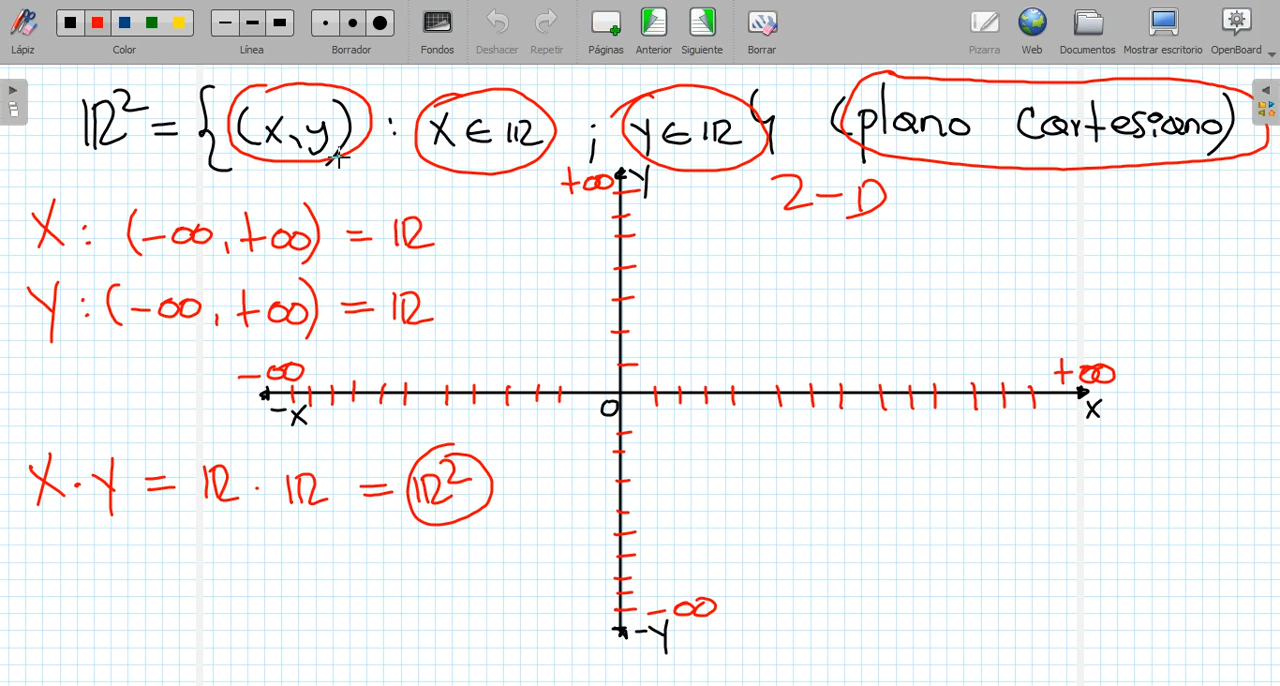 Lápiz Color Línea Borrador Fondos Deshacer Repetir Páginas Anterior Siguiente Borrar Pizarra Web Documentos Mostrar escritorio OpenBoard
ℝ² = {(x,y) : x ∈ ℝ ; y ∈ ℝ} (plano cartesiano)
+∞ Y 2-D
X: (-∞, +∞) = ℝ
Y: (-∞, +∞) = ℝ
-∞ +∞
-X 0 X
X · Y = ℝ · ℝ = ℝ²
-∞
-Y